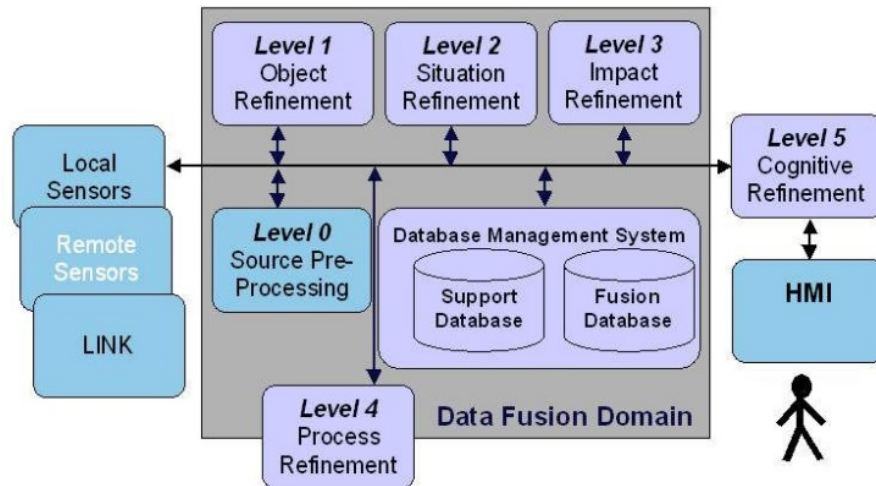 Level 1
Object
Refinement
Level 2
Situation
Refinement
Level 3
Impact
Refinement
Local
Sensors
Remote
Sensors
LINK
Level 0
Source Pre-
Processing
Database Management System
Support
Database
Fusion
Database
Level 5
Cognitive
Refinement
HMI
Level 4
Process
Refinement
Data Fusion Domain